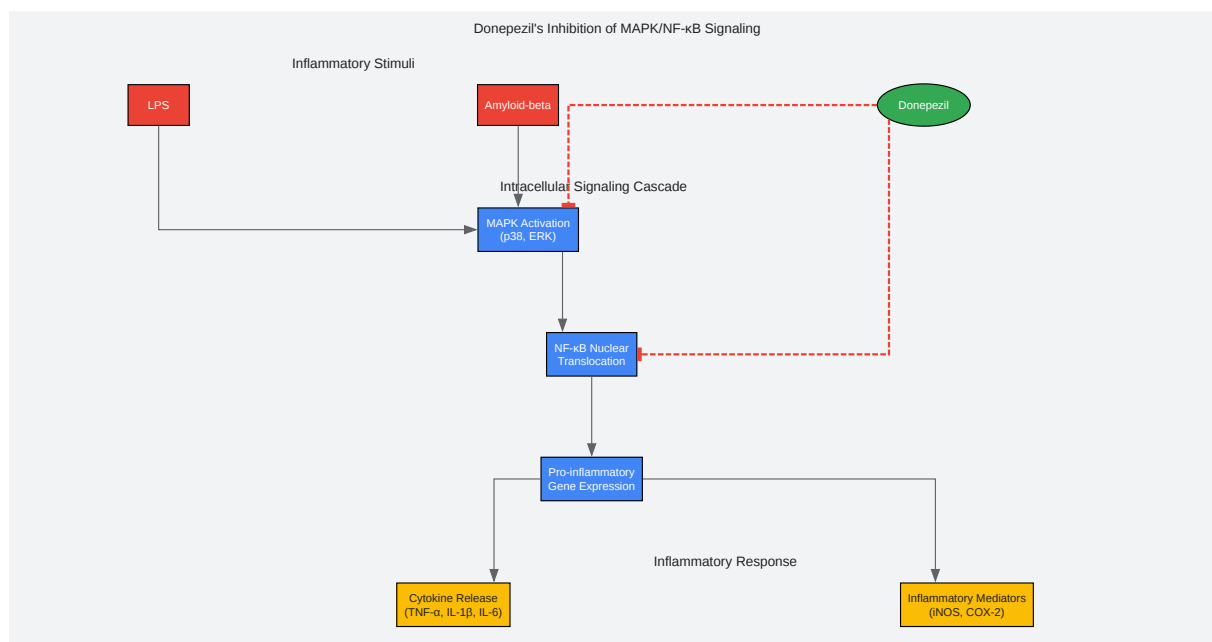 Donepezil's Inhibition of MAPK/NF-κB Signaling
Inflammatory Stimuli
LPS
Amyloid-beta
Donepezil
Intracellular Signaling Cascade
MAPK Activation
(p38, ERK)
NF-κB Nuclear
Translocation
Pro-inflammatory
Gene Expression
Inflammatory Response
Cytokine Release
(TNF-α, IL-1β, IL-6)
Inflammatory Mediators
(iNOS, COX-2)